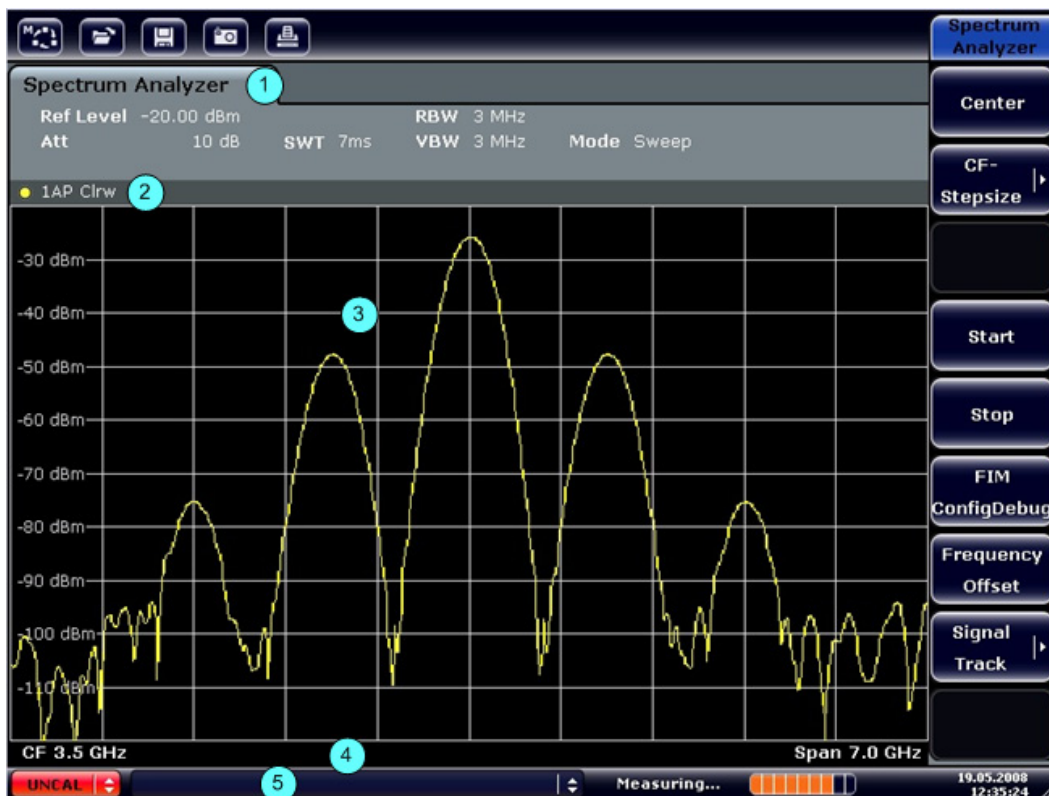 Spectrum Analyzer
Spectrum Analyzer 1
Ref Level -20.00 dBm RBW 3 MHz
Att 10 dB SWT 7ms VBW 3 MHz Mode Sweep
1AP Clrw 2
-30 dBm
-40 dBm
-50 dBm
-60 dBm
-70 dBm
-80 dBm
-90 dBm
-100 dBm
-110 dBm
3
CF 3.5 GHz 4 Span 7.0 GHz
UNCAL 5 Measuring... 19.05.2008
12:35:24
Center
CF-
Stepsize
Start
Stop
FIM
ConfigDebug
Frequency
Offset
Signal
Track
M